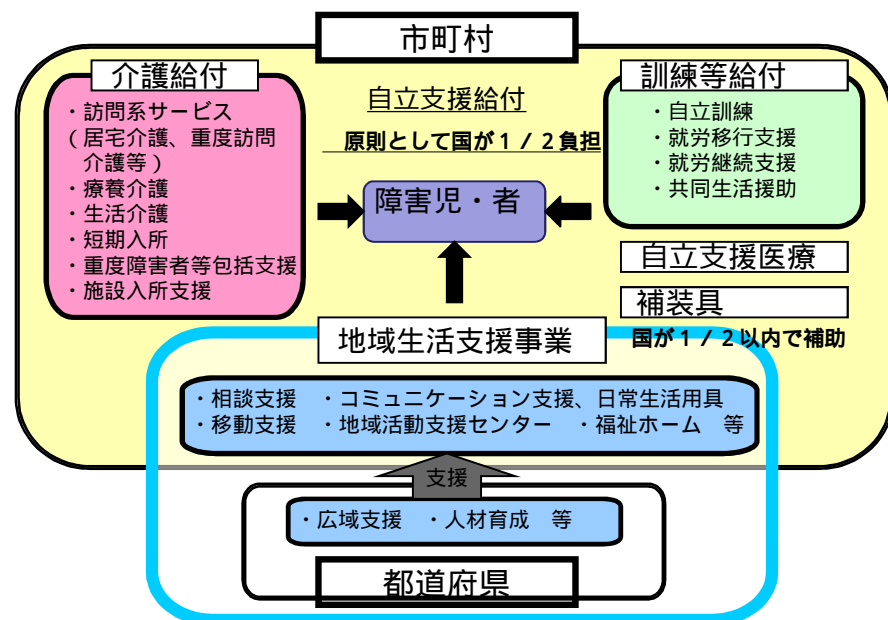 市町村
介護給付
・訪問系サービス
(居宅介護、重度訪問
介護等)
・療養介護
・生活介護
・短期入所
・重度障害者等包括支援
・施設入所支援
自立支援給付
原則として国が1/2負担
障害児・者
訓練等給付
・自立訓練
・就労移行支援
・就労継続支援
・共同生活援助
自立支援医療
補装具
国が1/2以内で補助
地域生活支援事業
・相談支援 ・コミュニケーション支援、日常生活用具
・移動支援 ・地域活動支援センター ・福祉ホーム 等
支援
・広域支援 ・人材育成 等
都道府県